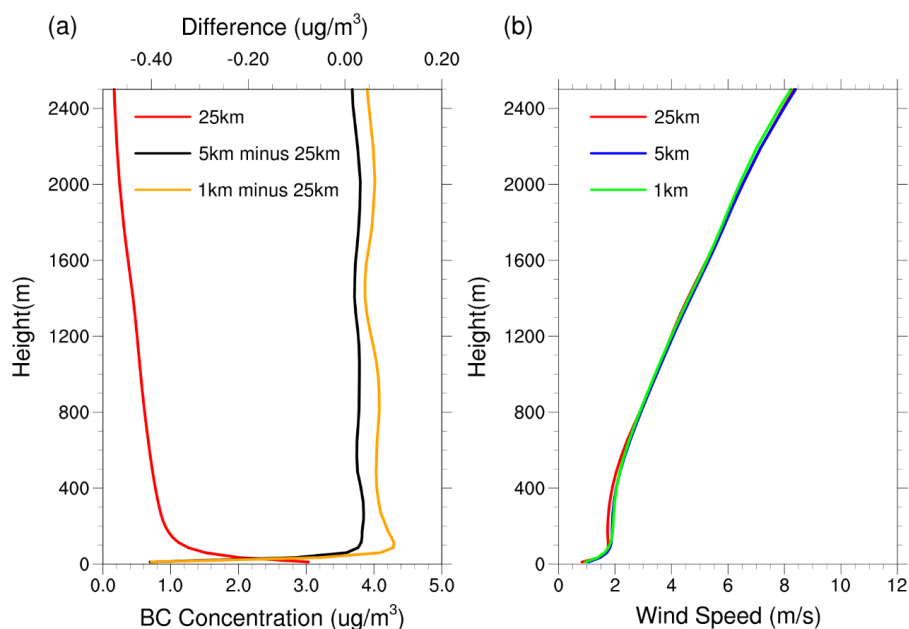 (a)
Difference (ug/m³)
-0.40 -0.20 0.00 0.20
2400
2000
1600
1200
800
400
0
Height(m)
25km
5km minus 25km
1km minus 25km
0.0 1.0 2.0 3.0 4.0 5.0
BC Concentration (ug/m³)
(b)
2400
2000
1600
1200
800
400
0
Height(m)
25km
5km
1km
0 2 4 6 8 10 12
Wind Speed (m/s)